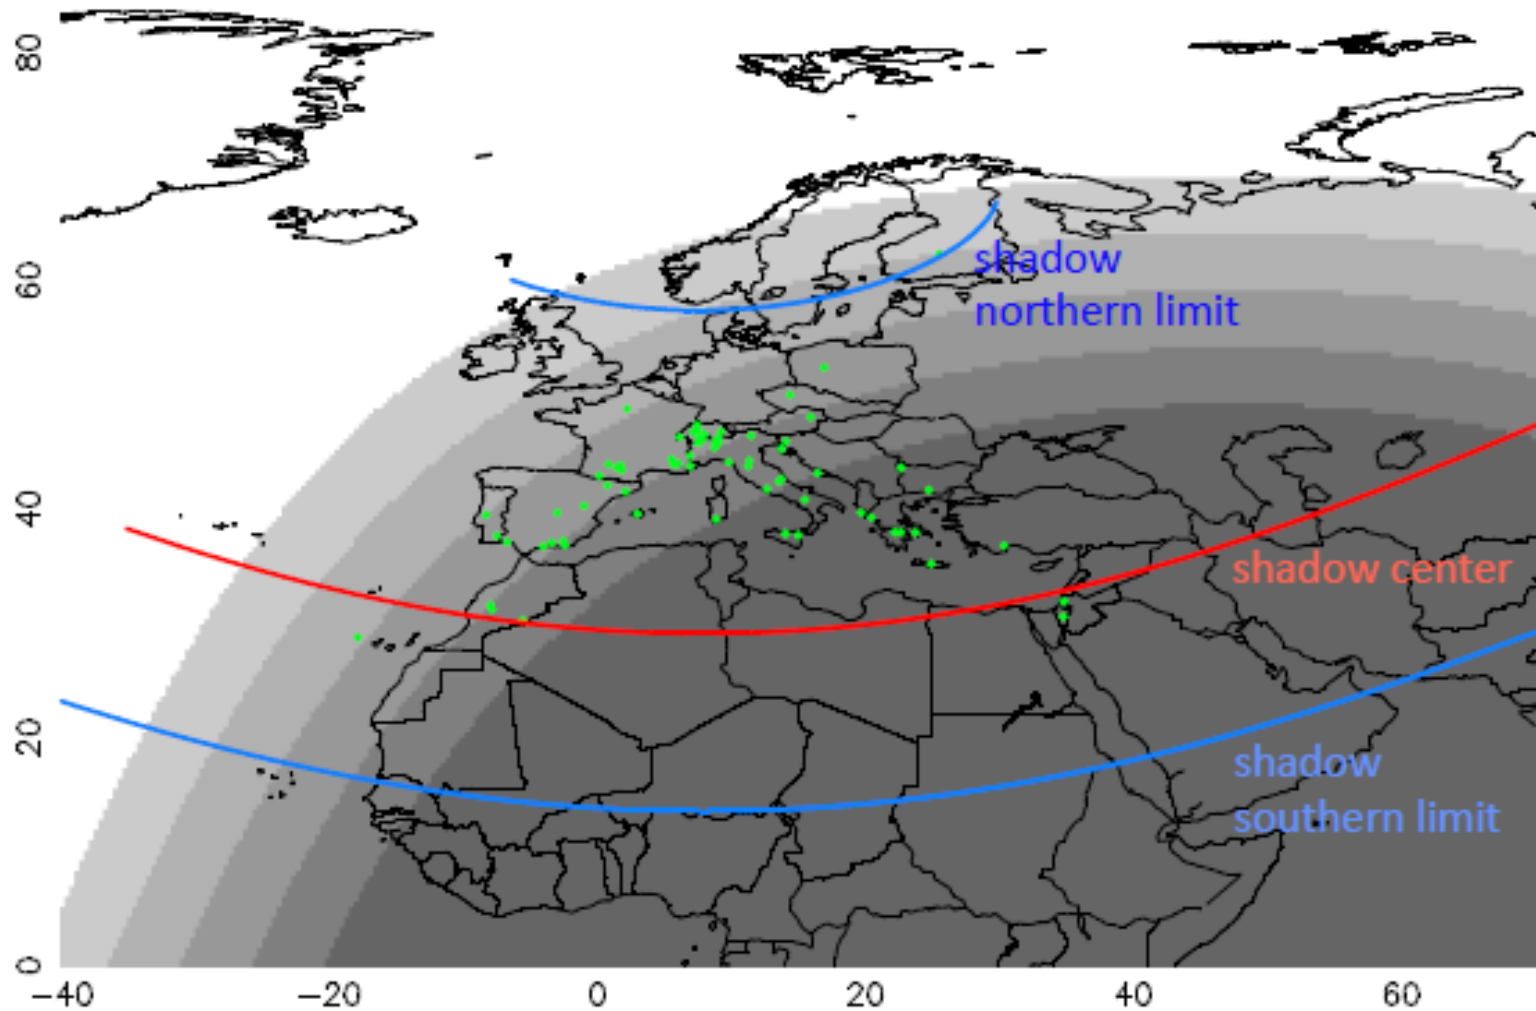 80
60
40
20
0
shadow
northern limit
shadow center
shadow
southern limit
−40 −20 0 20 40 60